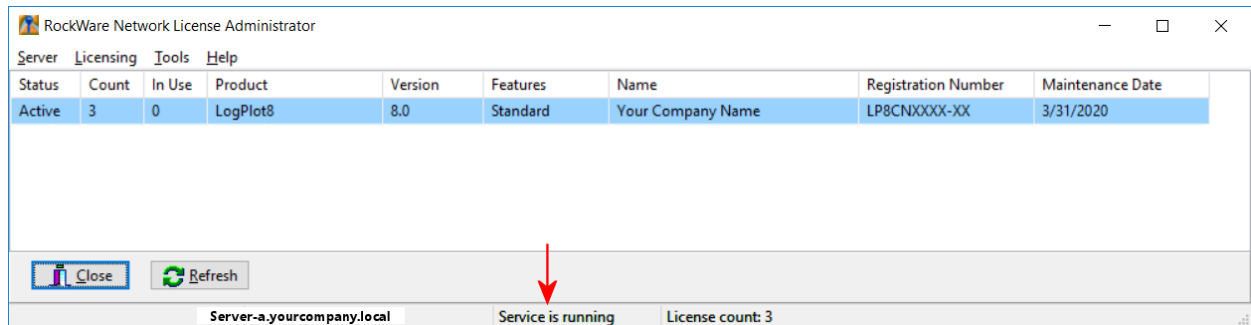 RockWare Network License Administrator
Server Licensing Tools Help
Status Count In Use Product Version Features Name Registration Number Maintenance Date
Active 3 0 LogPlot8 8.0 Standard Your Company Name LP8CNXXXX-XX 3/31/2020
Close Refresh
Server-a.yourcompany.local Service is running License count: 3